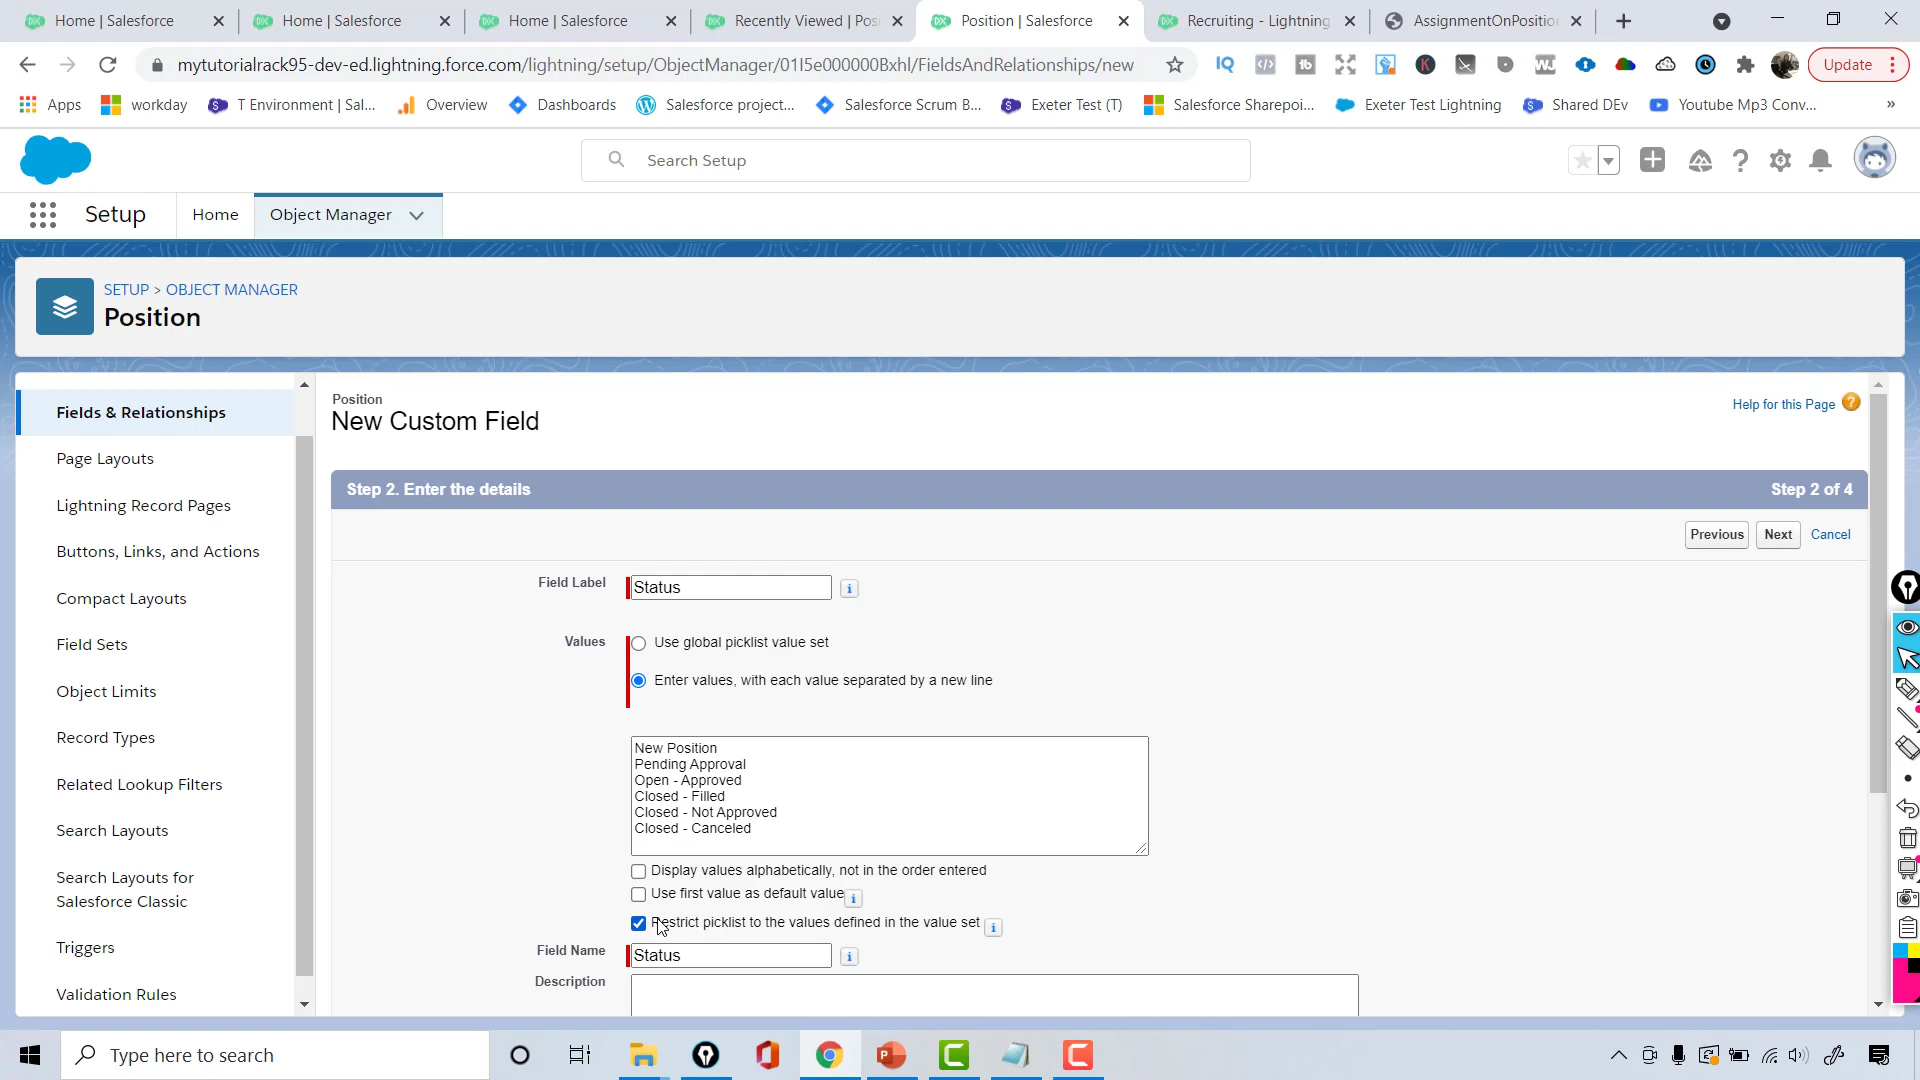 Home | Salesforce
Home | Salesforce
Home | Salesforce
Recently Viewed | Pos
Position | Salesforce
Recruiting - Lightning
AssignmentOnPosition
mytutorialrack95-dev-ed.lightning.force.com/lightning/setup/ObjectManager/01I5e000000Bxhl/FieldsAndRelationships/new
Update
Apps
workday
T Environment | Sal...
Overview
Dashboards
Salesforce project...
Salesforce Scrum B...
Exeter Test (T)
Salesforce Sharepoi...
Exeter Test Lightning
Shared DEv
Youtube Mp3 Conv...
Search Setup
Setup
Home
Object Manager
SETUP > OBJECT MANAGER
Position
Fields & Relationships
Page Layouts
Lightning Record Pages
Buttons, Links, and Actions
Compact Layouts
Field Sets
Object Limits
Record Types
Related Lookup Filters
Search Layouts
Search Layouts for
Salesforce Classic
Triggers
Validation Rules
Position
New Custom Field
Help for this Page
Step 2. Enter the details
Step 2 of 4
Previous
Next
Cancel
Field Label
Status
Values
Use global picklist value set
Enter values, with each value separated by a new line
New Position
Pending Approval
Open - Approved
Closed - Filled
Closed - Not Approved
Closed - Canceled
Display values alphabetically, not in the order entered
Use first value as default value
Restrict picklist to the values defined in the value set
Field Name
Status
Description
Type here to search